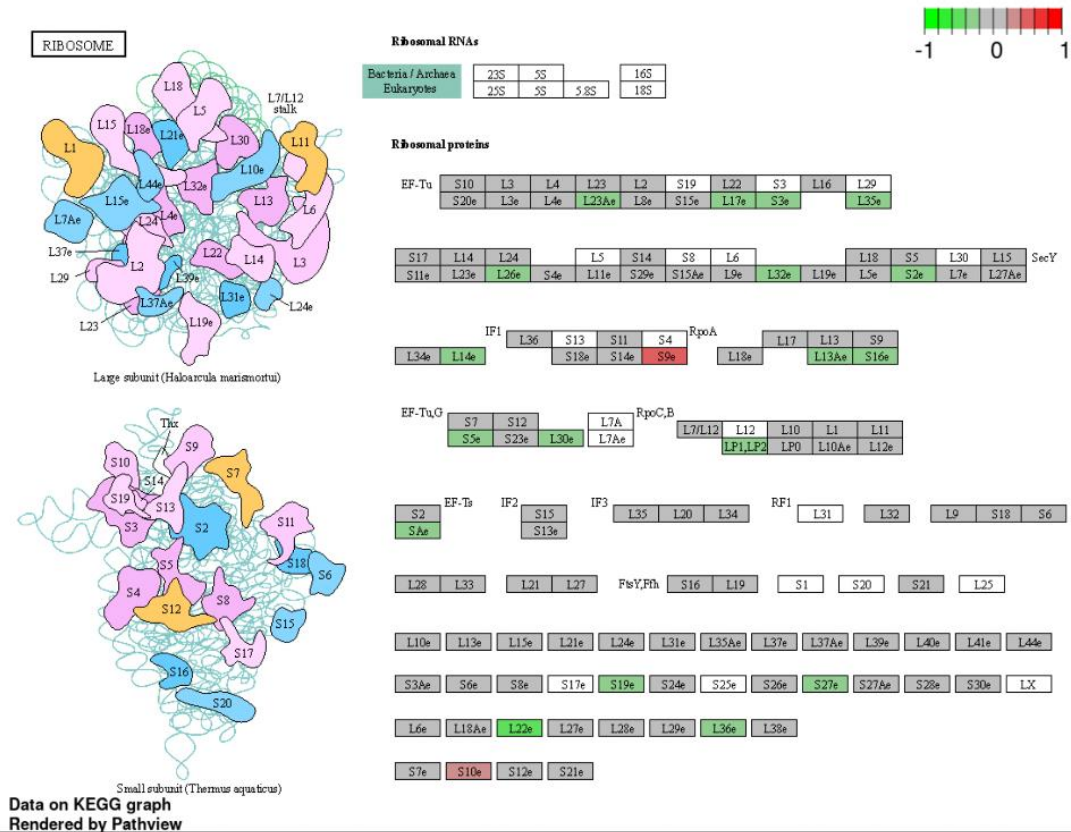 RIBOSOME
-1 0 1
Ribosomal RNAs
Bacteria / Archaea 23S 5S 16S
Eukaryotes 25S 5S 5.8S 18S
Ribosomal proteins
L18
L5
L7/L12
stalk
L15
L18e
L21e
L30
L11
L1
L10e
L44e
L32e
L15e
L13
L6
L7Ae
L24
L4e
L37e
L22
L14
L3
L2
L29
L39e
L37Ae
L31e
L24e
L23
L19e
Large subunit (Haloarcula marismortui)
EF-Tu S10 L3 L4 L23 L2 S19 L22 S3 L16 L29
S20e L3e L4e L23Ae L8e S15e L17e S3e L35e
S17 L14 L24 L5 S14 S8 L6 L18 S5 L30 L15 SecY
S11e L23e L26e S4e L11e S29e S15Ae L9e L32e L19e L5e S2e L7e L27Ae
IF1 L36 S13 S11 S4 RpoA L17 L13 S9
L34e L14e S18e S14e S9e L18e L13Ae S16e
EF-Tu,G S7 S12 L7A RpoC,B L7/L12 L12 L10 L1 L11
S5e S23e L30e L7Ae LP1,LP2 LP0 L10Ae L12e
S2 EF-Ts IF2 S15 IF3 L35 L20 L34 RF1 L31 L32 L9 S18 S6
SAe S13e
L28 L33 L21 L27 FtsY,Ffh S16 L19 S1 S20 S21 L25
L10e L13e L15e L21e L24e L31e L35Ae L37e L37Ae L39e L40e L41e L44e
S3Ae S6e S8e S17e S19e S24e S25e S26e S27e S27Ae S28e S30e LX
L6e L18Ae L22e L27e L28e L29e L36e L38e
S7e S10e S12e S21e
Thx
S9
S10
S7
S14
S19
S13
S3
S2
S11
S5
S18
S6
S4
S12
S8
S15
S17
S16
S20
Small subunit (Thermus aquaticus)
Data on KEGG graph
Rendered by Pathview